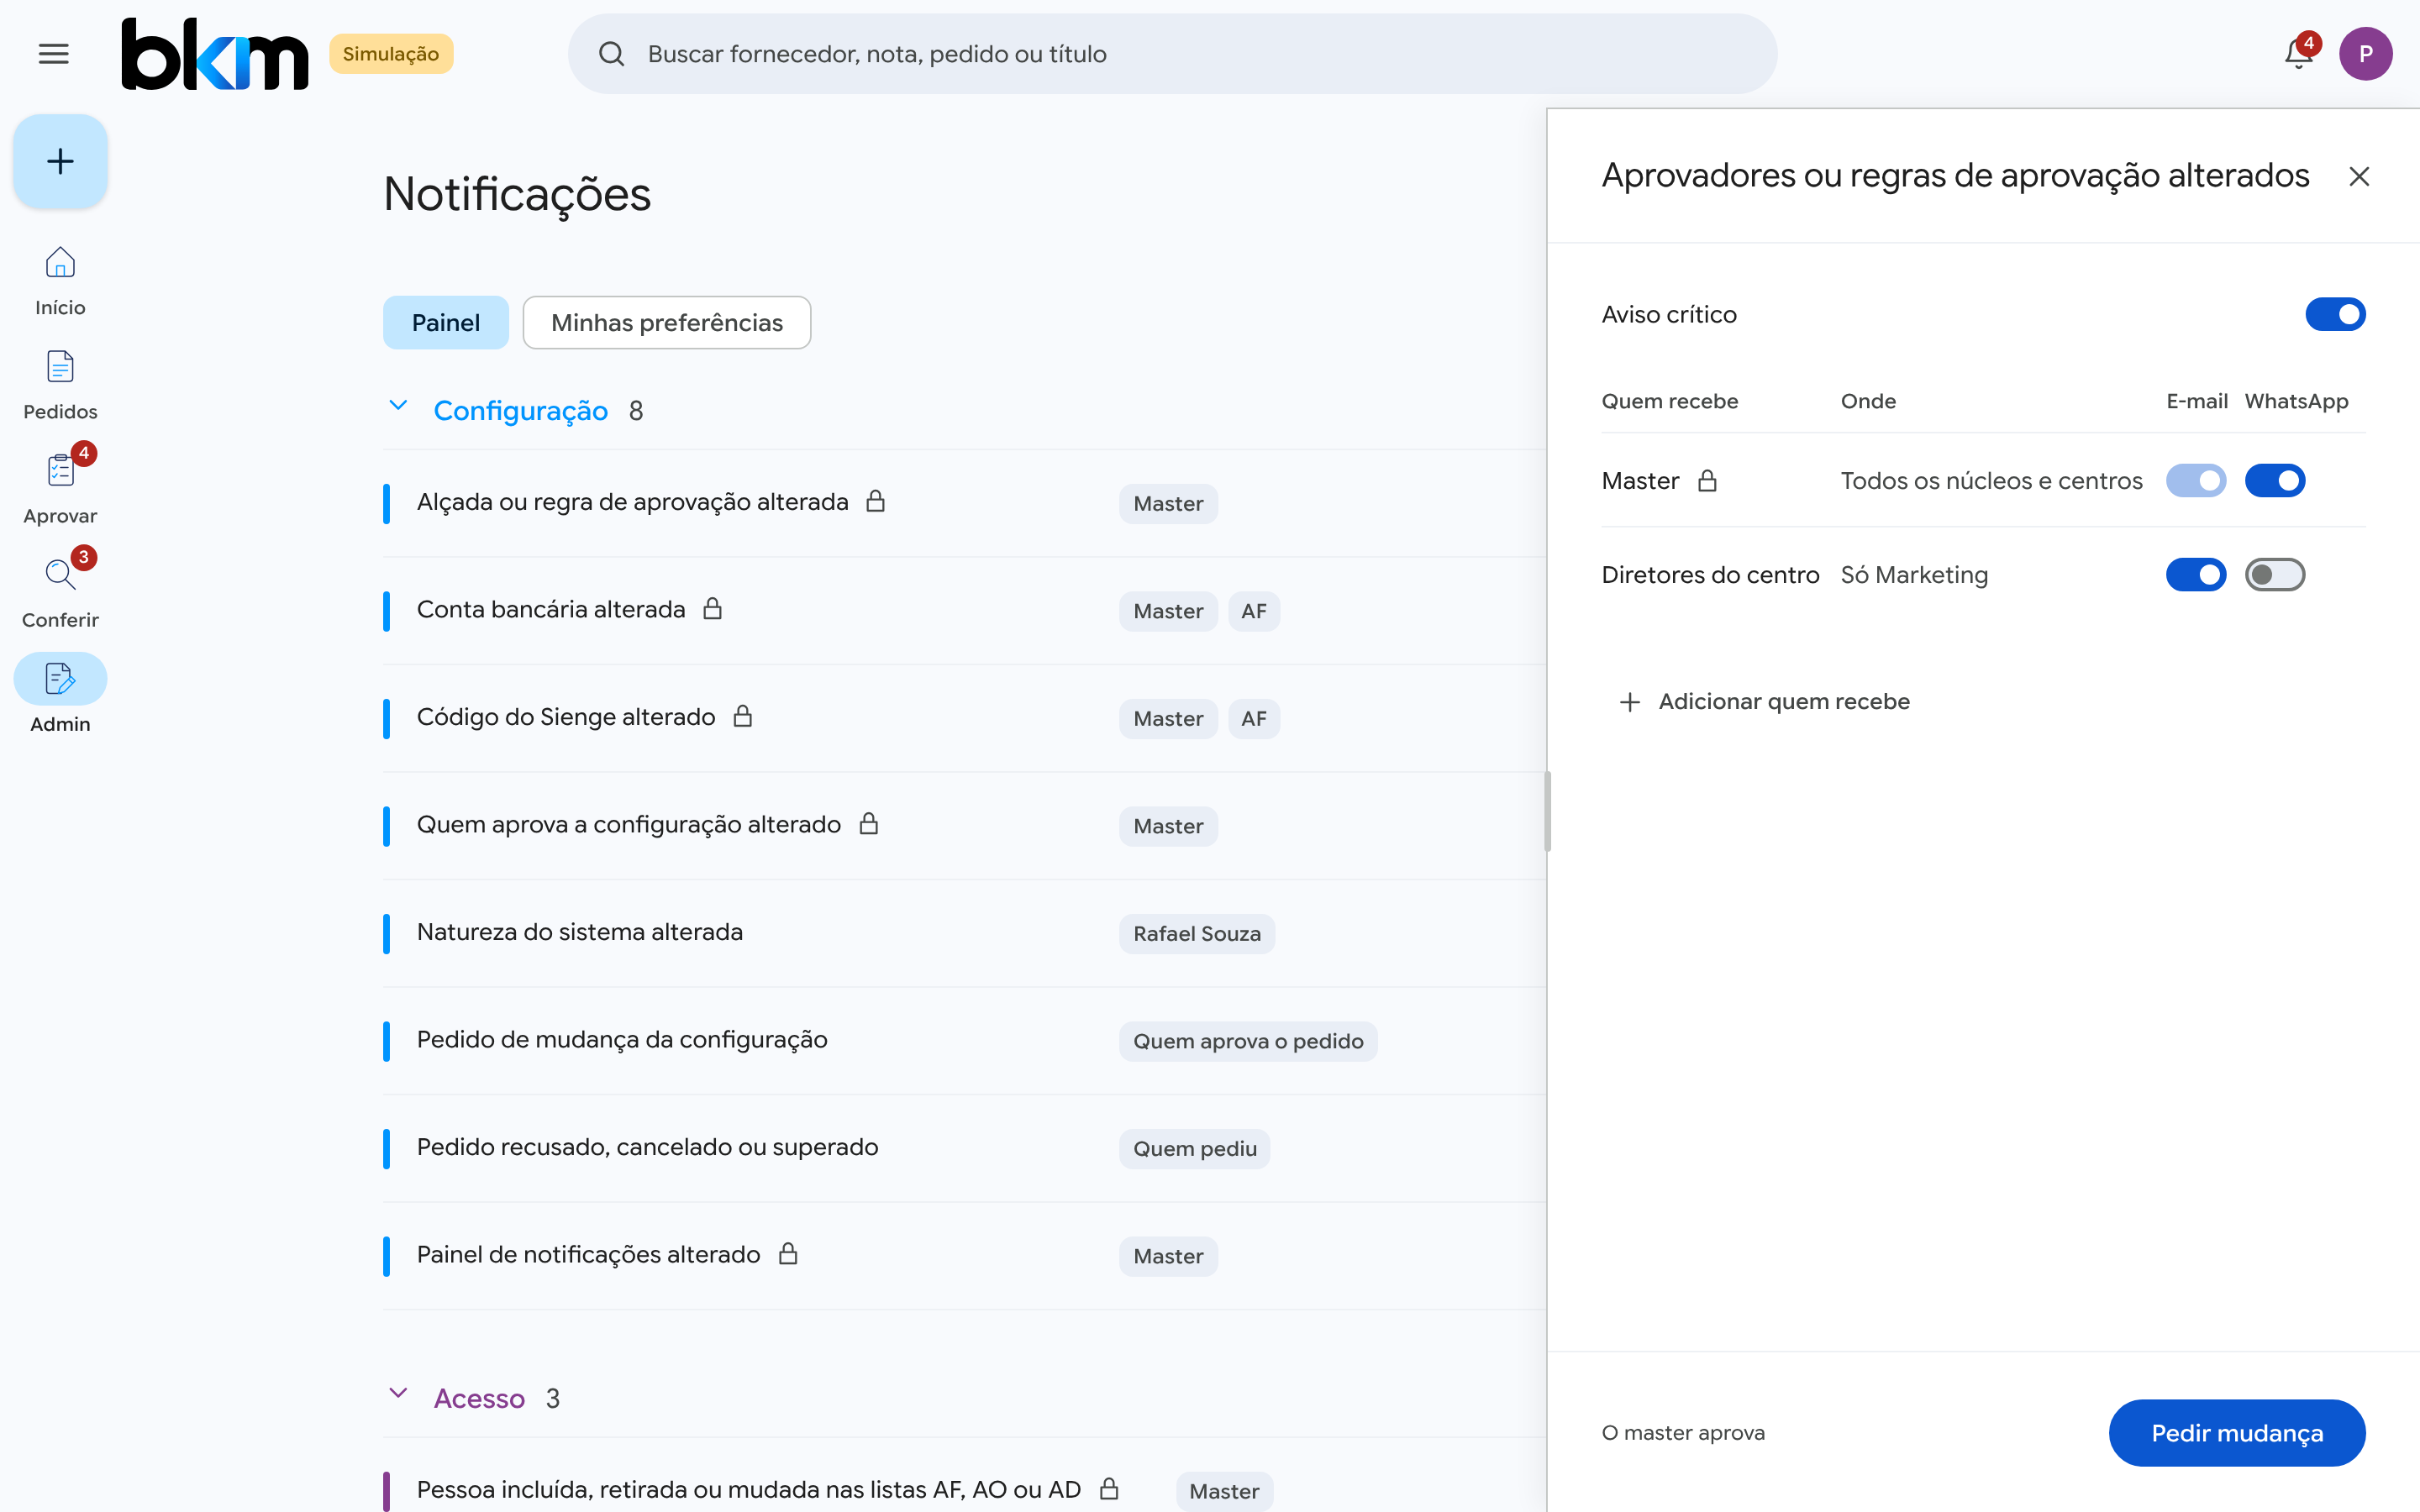 bkm
Simulação
Buscar fornecedor, nota, pedido ou título
4
P
Início
Pedidos
4
Aprovar
3
Conferir
Admin
Notificações
Painel
Minhas preferências
Configuração 8
Alçada ou regra de aprovação alterada
Master
Conta bancária alterada
Master AF
Código do Sienge alterado
Master AF
Quem aprova a configuração alterado
Master
Natureza do sistema alterada
Rafael Souza
Pedido de mudança da configuração
Quem aprova o pedido
Pedido recusado, cancelado ou superado
Quem pediu
Painel de notificações alterado
Master
Acesso 3
Pessoa incluída, retirada ou mudada nas listas AF, AO ou AD
Master
Aprovadores ou regras de aprovação alterados
Aviso crítico
Quem recebe Onde E-mail WhatsApp
Master Todos os núcleos e centros
Diretores do centro Só Marketing
Adicionar quem recebe
O master aprova
Pedir mudança